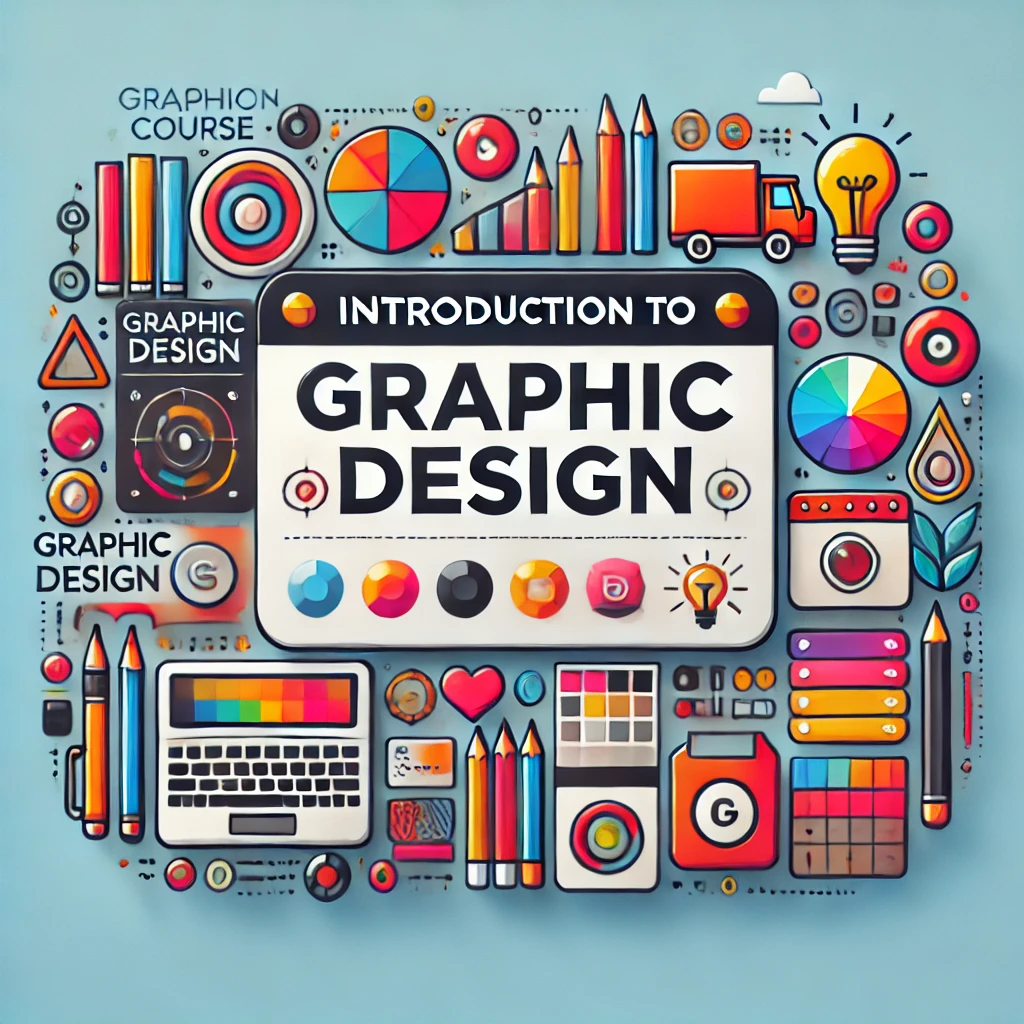 GRAPHION
COURSE
INTRODUCTION TO
GRAPHIC
DESIGN
GRAPHIC
DESIGN
GRAPHIC
DESIGN
G
G